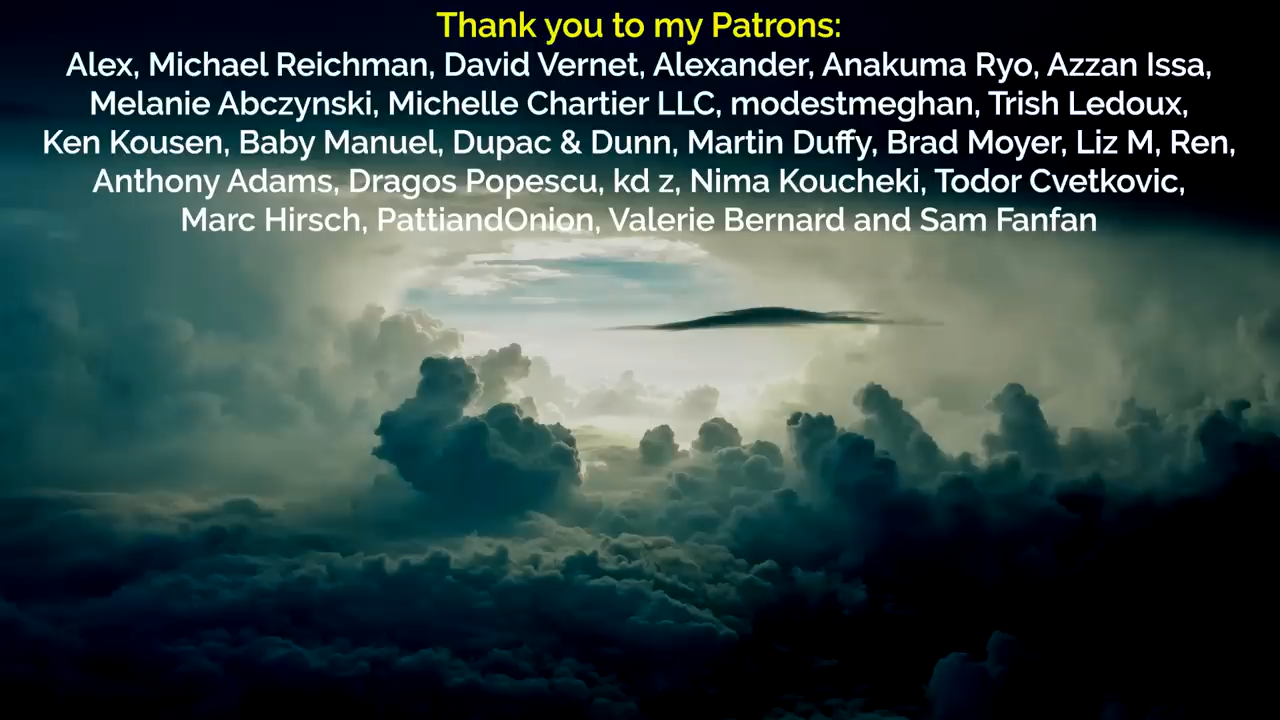 Thank you to my Patrons:
Alex, Michael Reichman, David Vernet, Alexander, Anakuma Ryo, Azzan Issa,
Melanie Abczynski, Michelle Chartier LLC, modestmeghan, Trish Ledoux,
Ken Kousen, Baby Manuel, Dupac & Dunn, Martin Duffy, Brad Moyer, Liz M, Ren,
Anthony Adams, Dragos Popescu, kd z, Nima Koucheki, Todor Cvetkovic,
Marc Hirsch, PattiandOnion, Valerie Bernard and Sam Fanfan